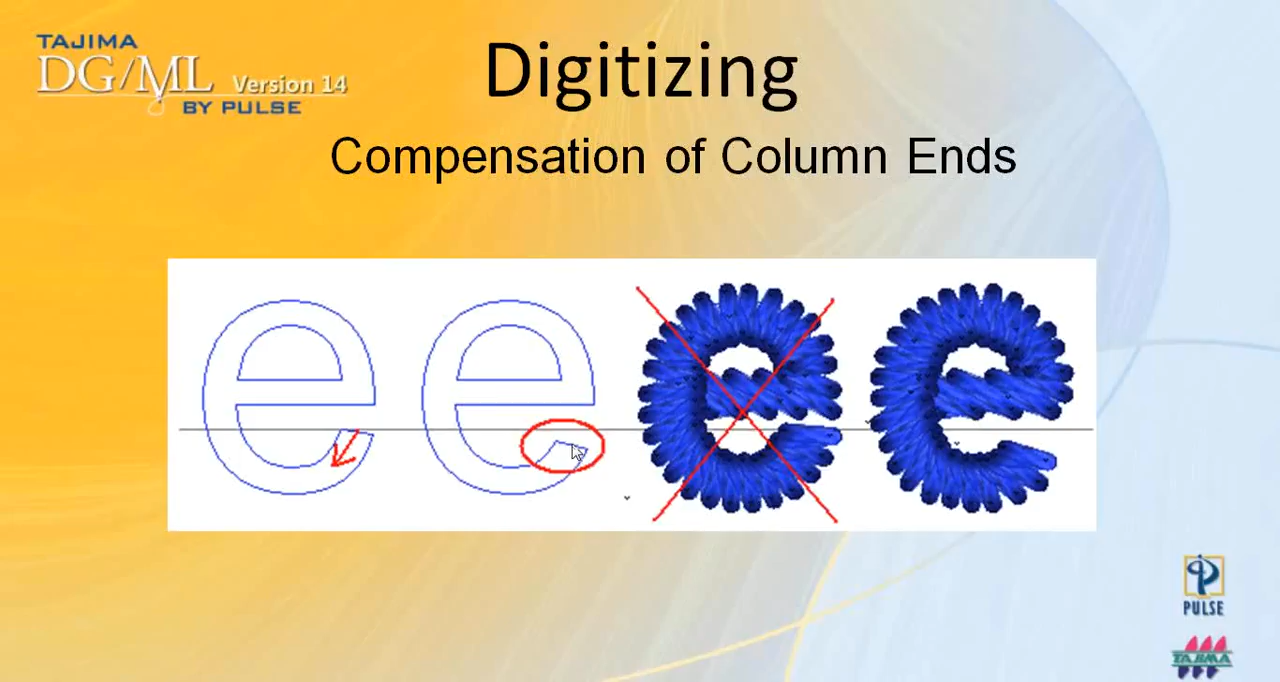 TAJIMA
DG/ML Version 14
BY PULSE
Digitizing
Compensation of Column Ends
e e e e
PULSE
TAJIMA